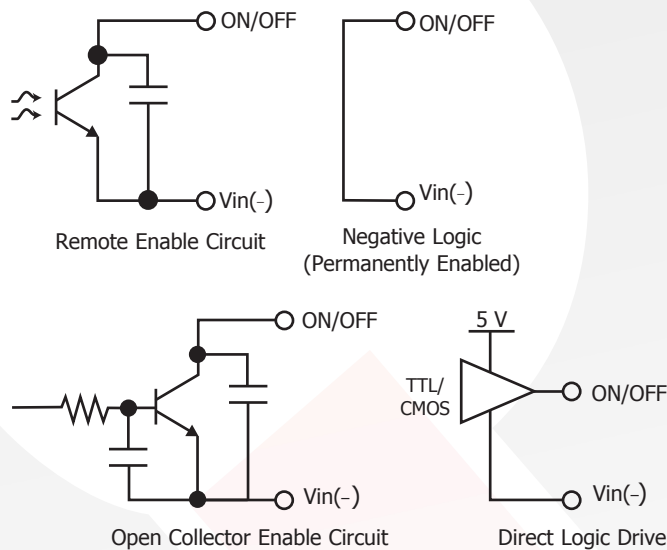 ON/OFF
Vin(-)
Remote Enable Circuit
ON/OFF
Vin(-)
Negative Logic
(Permanently Enabled)
ON/OFF
Vin(-)
Open Collector Enable Circuit
5 V
TTL/
CMOS
ON/OFF
Vin(-)
Direct Logic Drive